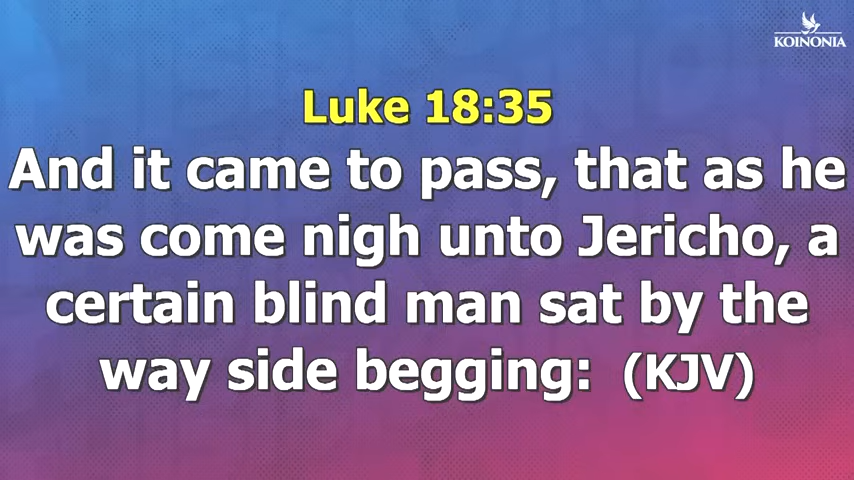 KOINONIA
Luke 18:35
And it came to pass, that as he
was come nigh unto Jericho, a
certain blind man sat by the
way side begging: (KJV)